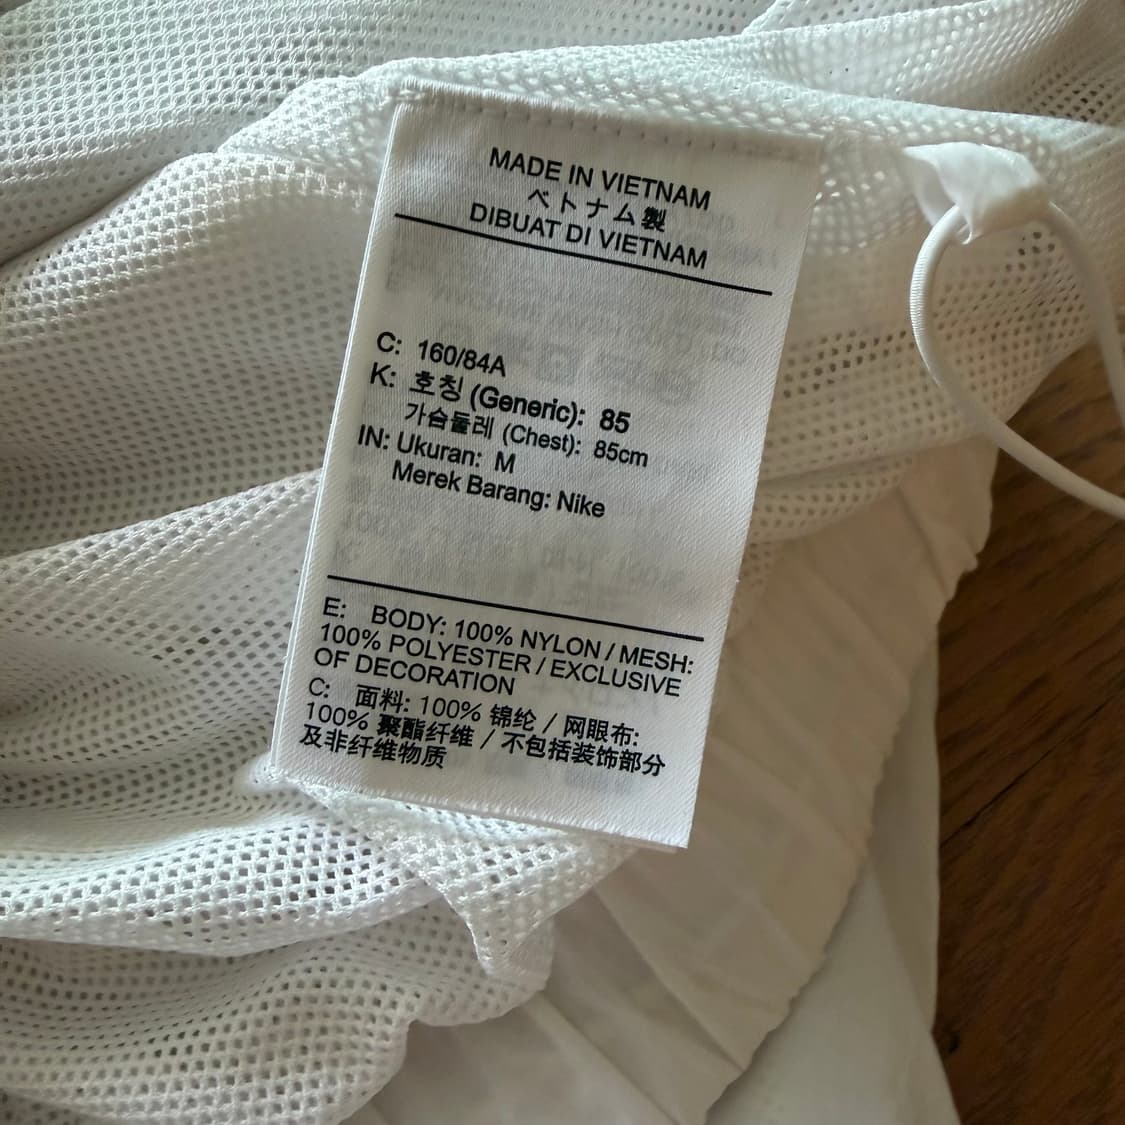 MADE IN VIETNAM
ベトナム製
DIBUAT DI VIETNAM
C: 160/84A
K: 호칭 (Generic): 85
가슴둘레 (Chest): 85cm
IN: Ukuran: M
Merek Barang: Nike
E: BODY: 100% NYLON / MESH:
100% POLYESTER / EXCLUSIVE
OF DECORATION
C: 面料: 100% 锦纶 / 网眼布:
100% 聚酯纤维 / 不包括装饰部分
及非纤维物质